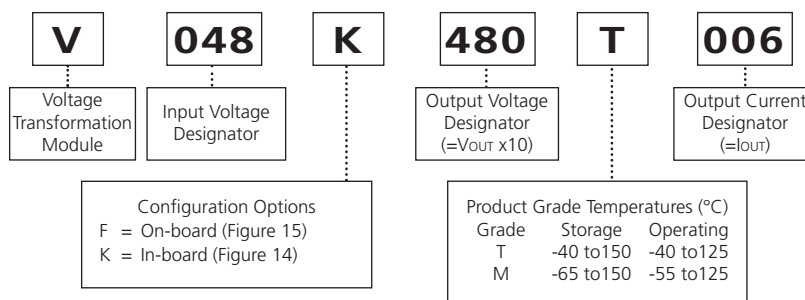 V 048 K 480 T 006
Voltage
Transformation
Module
Input Voltage
Designator
Output Voltage
Designator
(=VOUT x10)
Output Current
Designator
(=IOUT)
Configuration Options
F = On-board (Figure 15)
K = In-board (Figure 14)
Product Grade Temperatures (°C)
Grade Storage Operating
T -40 to150 -40 to125
M -65 to150 -55 to125